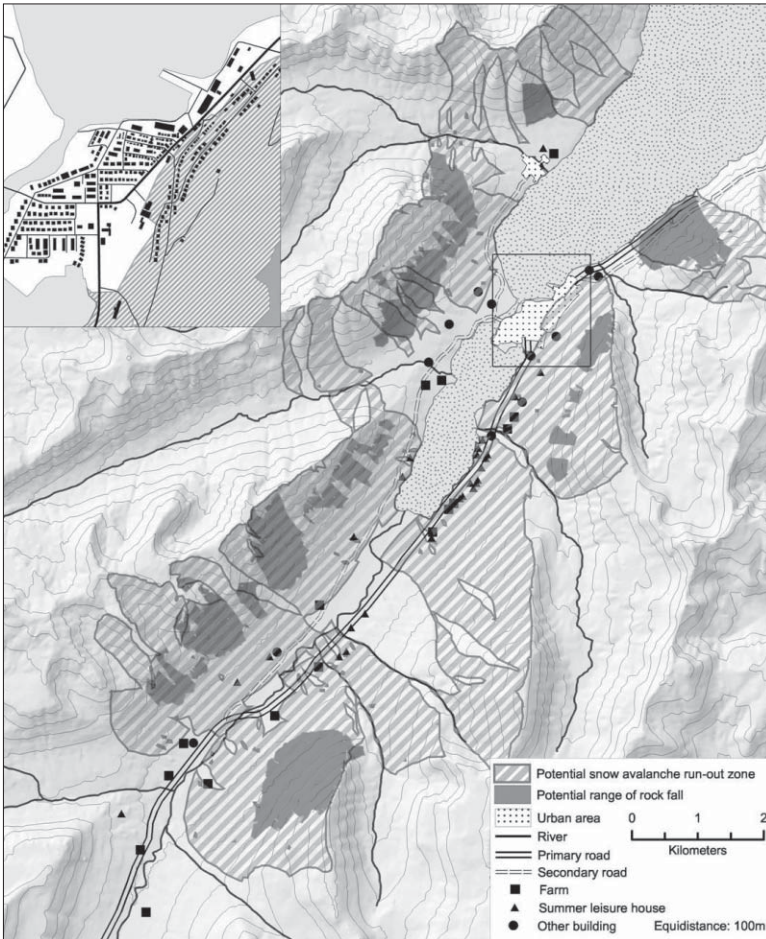 Potential snow avalanche run-out zone
Potential range of rock fall
Urban area
River
Primary road
Secondary road
Farm
Summer leisure house
Other building
0 1 2
Kilometers
Equidistance: 100m